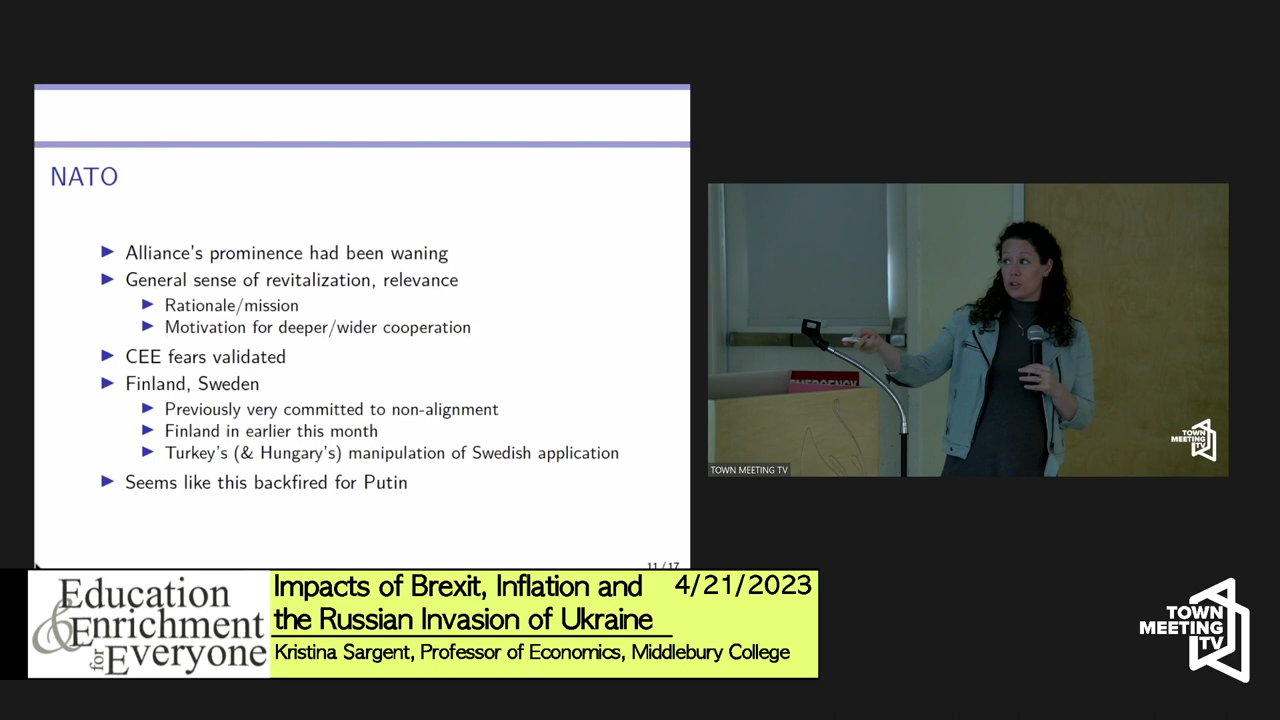 NATO
Alliance's prominence had been waning
General sense of revitalization, relevance
Rationale/mission
Motivation for deeper/wider cooperation
CEE fears validated
Finland, Sweden
Previously very committed to non-alignment
Finland in earlier this month
Turkey's (& Hungary's) manipulation of Swedish application
Seems like this backfired for Putin
11/17
EMERGENCY
TOWN
MEETING
TV
TOWN MEETING TV
Education
& Enrichment
for Everyone
Impacts of Brexit, Inflation and
the Russian Invasion of Ukraine
4/21/2023
Kristina Sargent, Professor of Economics, Middlebury College
TOWN
MEETING
TV